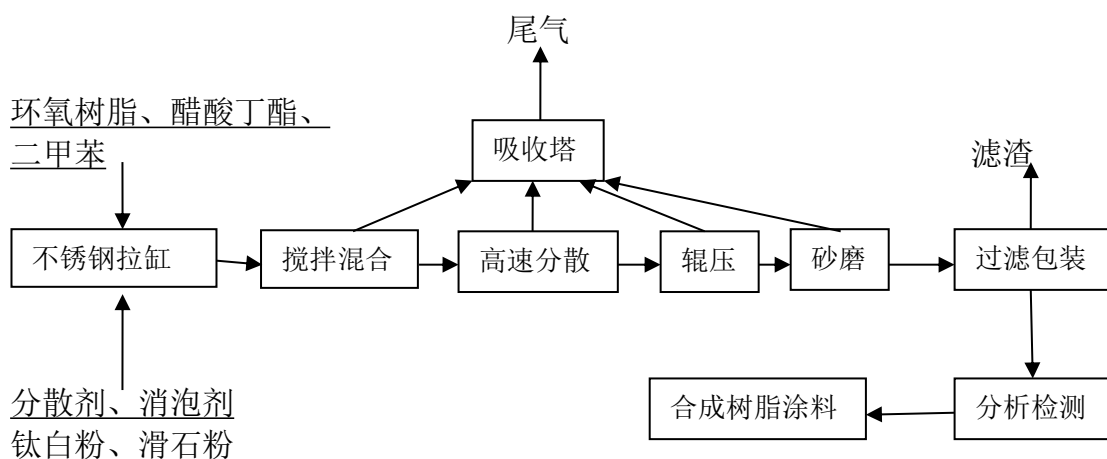 尾气
环氧树脂、醋酸丁酯、
二甲苯
吸收塔
滤渣
不锈钢拉缸
搅拌混合
高速分散
辊压
砂磨
过滤包装
分散剂、消泡剂
钛白粉、滑石粉
合成树脂涂料
分析检测